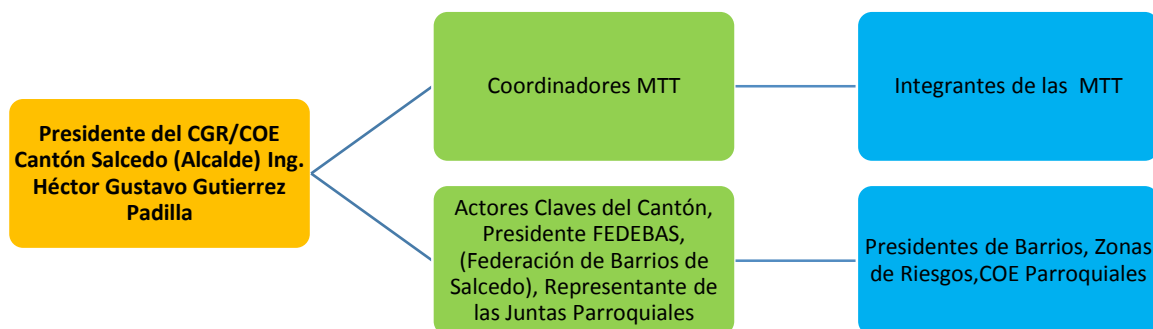 Presidente del CGR/COE
Cantón Salcedo (Alcalde) Ing.
Héctor Gustavo Gutierrez
Padilla
Coordinadores MTT
Integrantes de las MTT
Actores Claves del Cantón,
Presidente FEDEBAS,
(Federación de Barrios de
Salcedo), Representante de
las Juntas Parroquiales
Presidentes de Barrios, Zonas
de Riesgos,COE Parroquiales